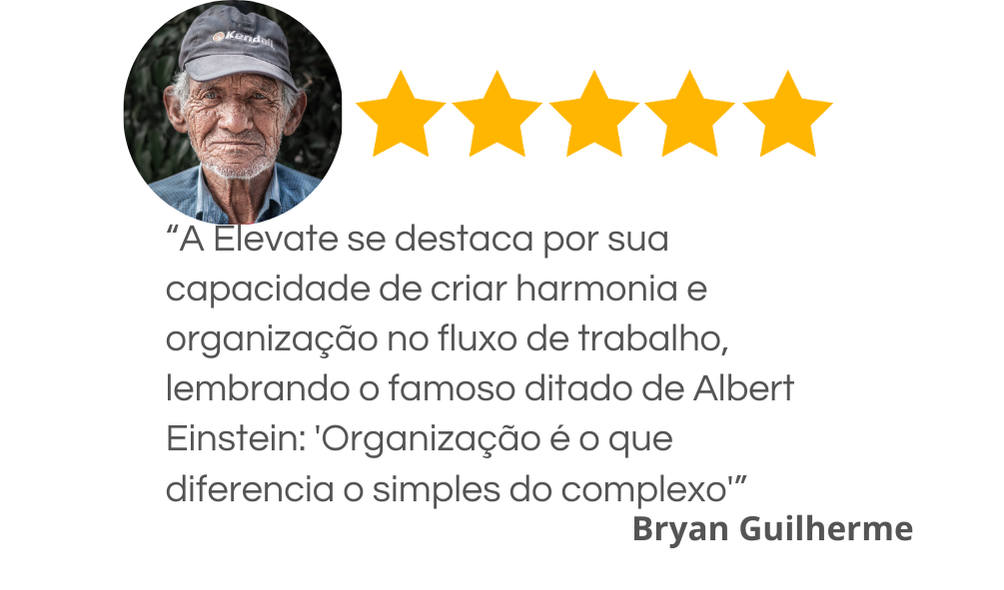 Kendall
“A Elevate se destaca por sua
capacidade de criar harmonia e
organização no fluxo de trabalho,
lembrando o famoso ditado de Albert
Einstein: 'Organização é o que
diferencia o simples do complexo'”
Bryan Guilherme